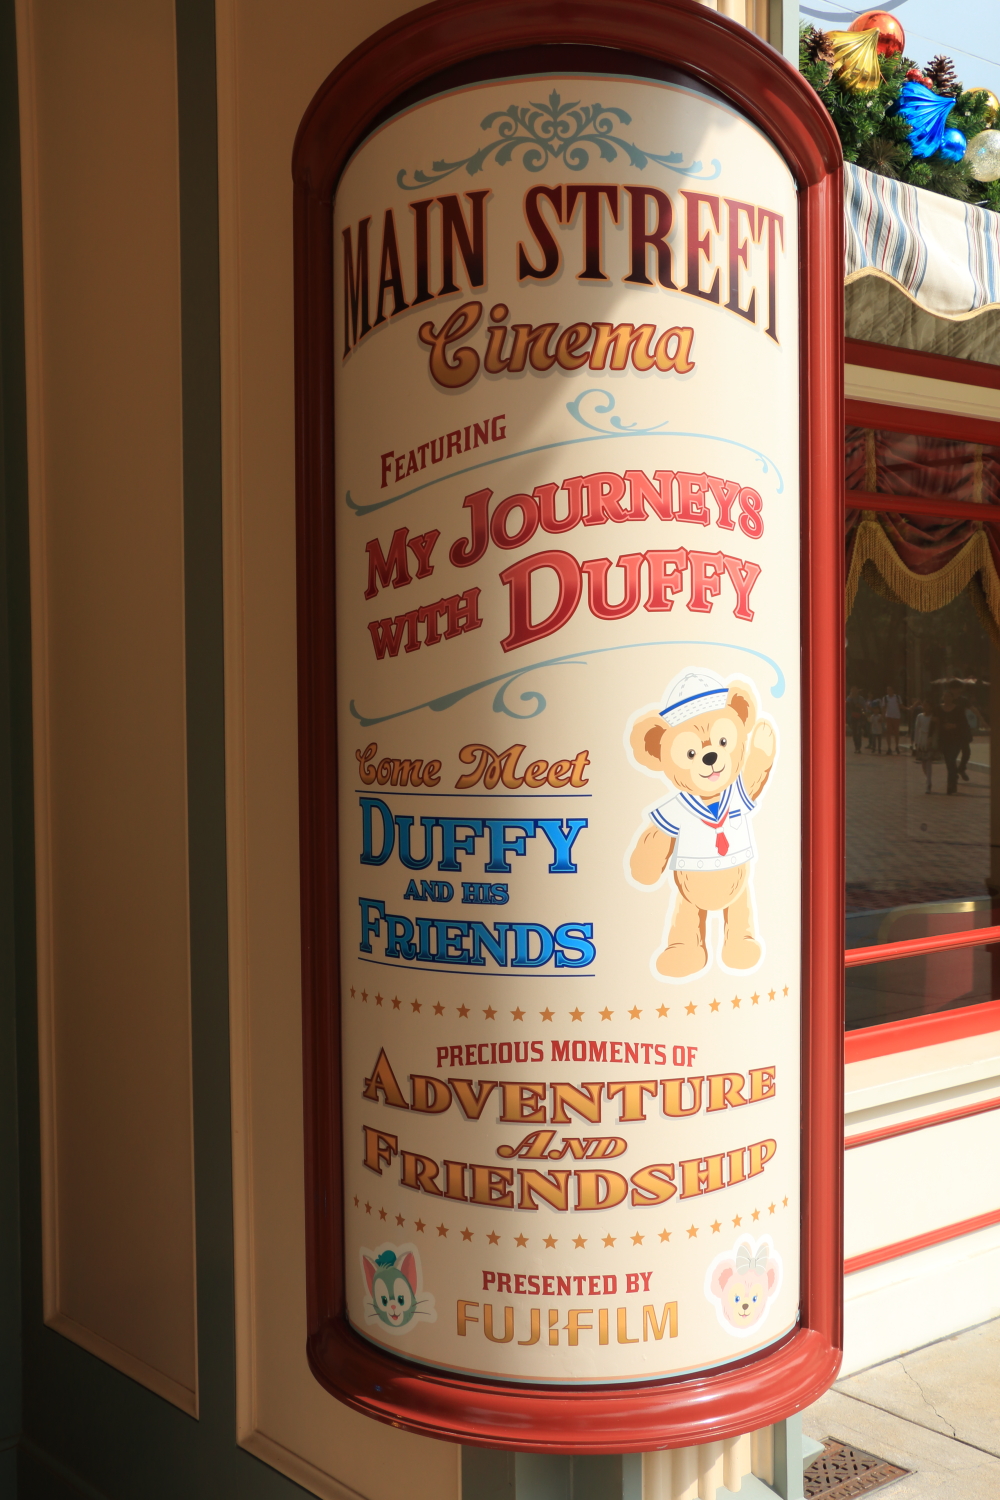 MAIN STREET
Cinema
FEATURING
MY JOURNEYS
WITH DUFFY
Come Meet
DUFFY
AND HIS
FRIENDS
PRECIOUS MOMENTS OF
ADVENTURE
AND
FRIENDSHIP
PRESENTED BY
FUJIFILM